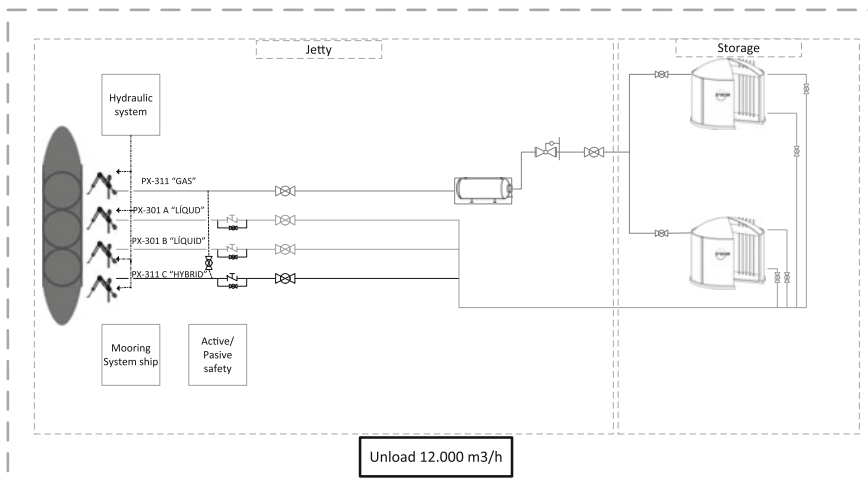 Jetty
Storage
Hydraulic
system
PX-311 "GAS"
PX-301 A "LÍQUD"
PX-301 B "LÍQUID"
PX-311 C "HYBRID"
Mooring
System ship
Active/
Pasive
safety
Unload 12.000 m3/h